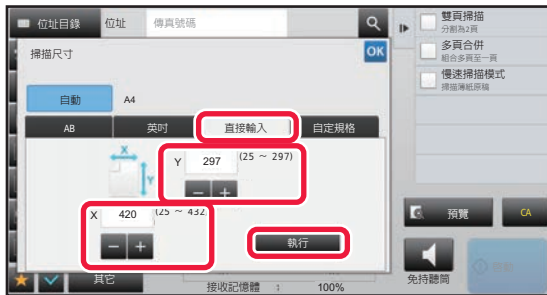 位址目錄 位址 傳真號碼
雙頁掃描
分割為2頁
多頁合併
組合多頁至一頁
慢速掃描模式
掃描薄紙原稿
掃描尺寸 OK
自動 A4
AB 英吋 直接輸入 自定規格
X Y
Y 297 (25 ~ 297)
− +
X 420 (25 ~ 432)
− +
執行
預覽 CA
免持聽筒 啟動
其它
接收記憶體 : 100%